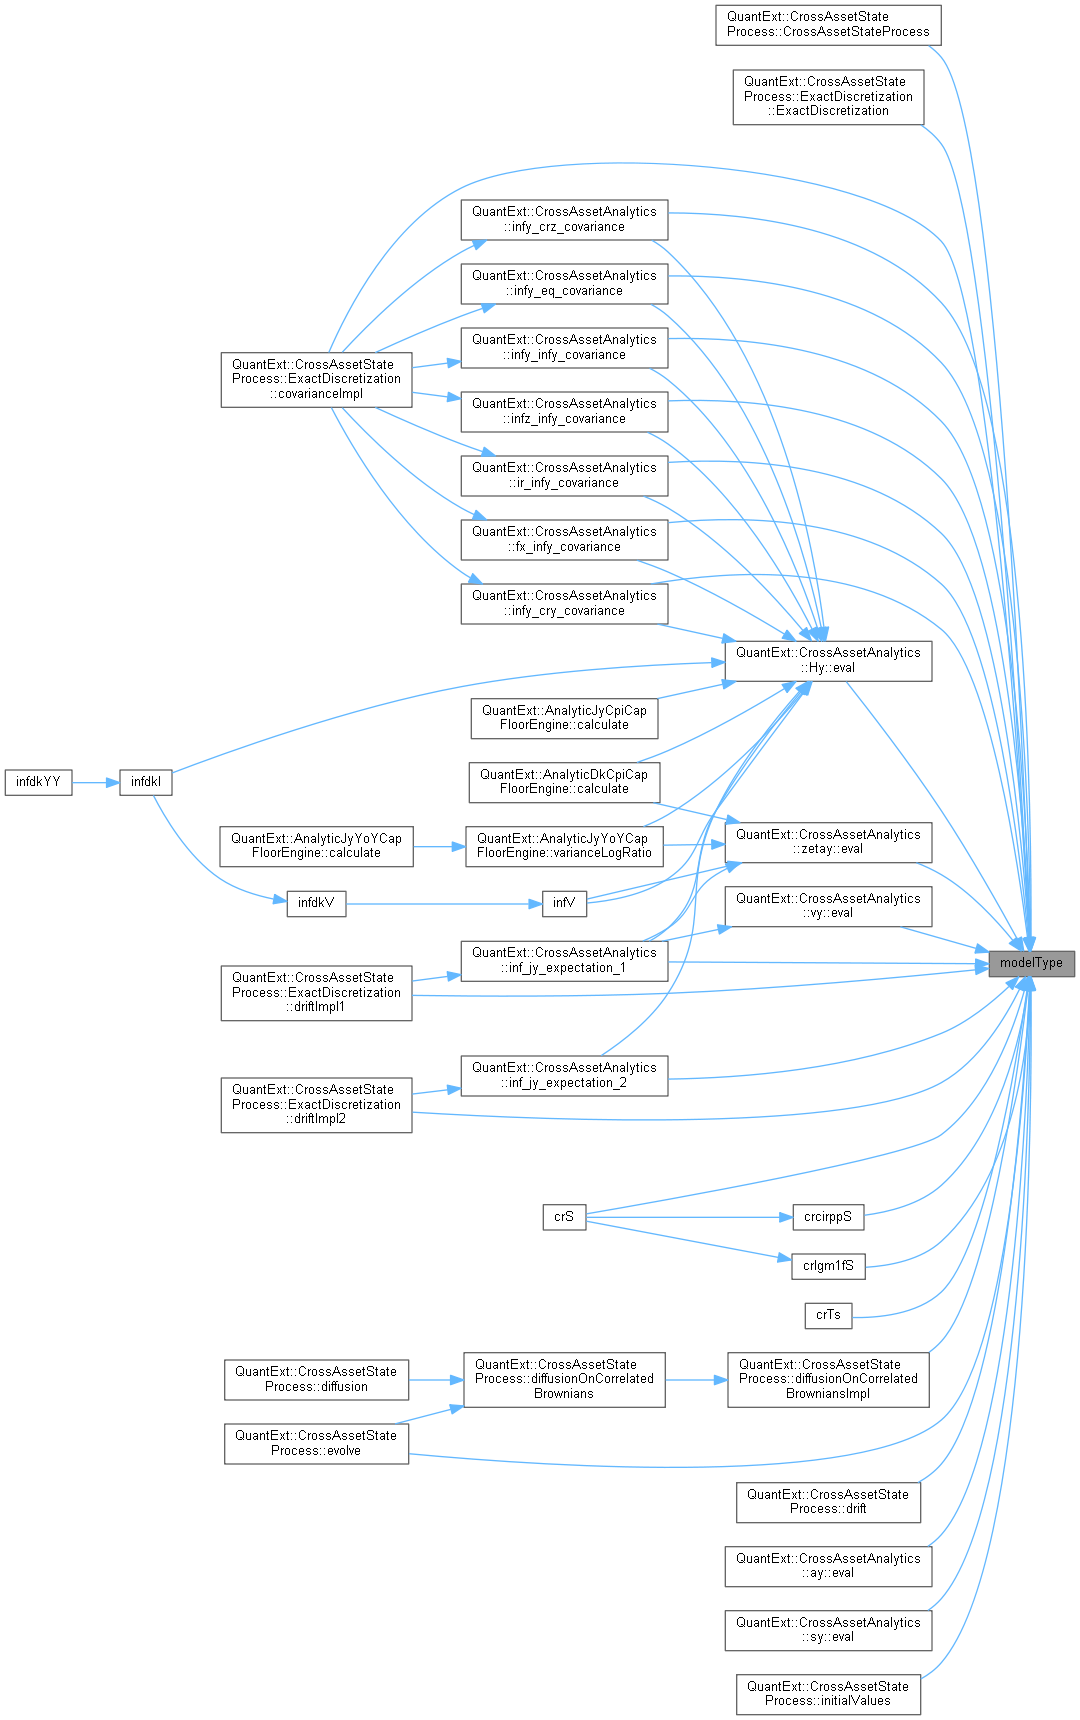 QuantExt::CrossAssetState
Process::CrossAssetStateProcess
QuantExt::CrossAssetState
Process::ExactDiscretization
::ExactDiscretization
QuantExt::CrossAssetAnalytics
::infy_crz_covariance
QuantExt::CrossAssetAnalytics
::infy_eq_covariance
QuantExt::CrossAssetAnalytics
::infy_infy_covariance
QuantExt::CrossAssetState
Process::ExactDiscretization
::covarianceImpl
QuantExt::CrossAssetAnalytics
::infz_infy_covariance
QuantExt::CrossAssetAnalytics
::ir_infy_covariance
QuantExt::CrossAssetAnalytics
::fx_infy_covariance
QuantExt::CrossAssetAnalytics
::infy_cry_covariance
QuantExt::CrossAssetAnalytics
::Hy::eval
QuantExt::AnalyticJyCpiCap
FloorEngine::calculate
infdkYY
infdkI
QuantExt::AnalyticDkCpiCap
FloorEngine::calculate
QuantExt::AnalyticJyYoYCap
FloorEngine::calculate
QuantExt::AnalyticJyYoYCap
FloorEngine::varianceLogRatio
QuantExt::CrossAssetAnalytics
::zetay::eval
infdkV
infV
QuantExt::CrossAssetAnalytics
::vy::eval
QuantExt::CrossAssetAnalytics
::inf_jy_expectation_1
modelType
QuantExt::CrossAssetState
Process::ExactDiscretization
::driftImpl1
QuantExt::CrossAssetAnalytics
::inf_jy_expectation_2
QuantExt::CrossAssetState
Process::ExactDiscretization
::driftImpl2
crS
crcirppS
crlgm1fS
crTs
QuantExt::CrossAssetState
Process::diffusion
QuantExt::CrossAssetState
Process::diffusionOnCorrelated
Brownians
QuantExt::CrossAssetState
Process::diffusionOnCorrelated
BrowniansImpl
QuantExt::CrossAssetState
Process::evolve
QuantExt::CrossAssetState
Process::drift
QuantExt::CrossAssetAnalytics
::ay::eval
QuantExt::CrossAssetAnalytics
::sy::eval
QuantExt::CrossAssetState
Process::initialValues